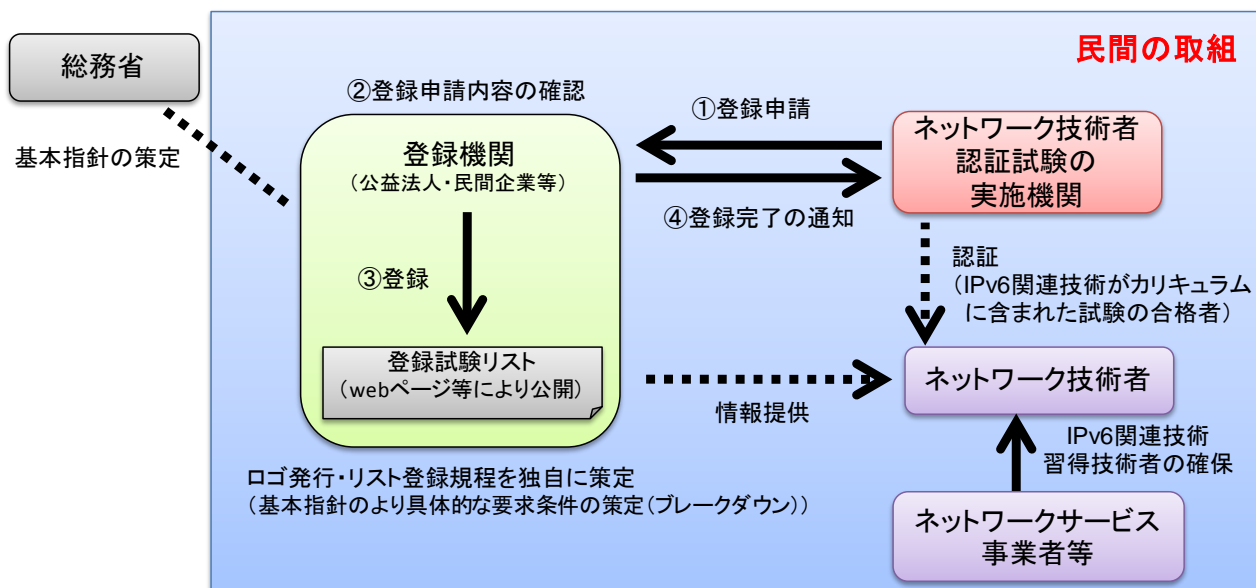 民間の取組
総務省
基本指針の策定
②登録申請内容の確認
登録機関
（公益法人・民間企業等）
③登録
登録試験リスト
（webページ等により公開）
ロゴ発行・リスト登録規程を独自に策定
（基本指針のより具体的な要求条件の策定（ブレークダウン））
①登録申請
④登録完了の通知
ネットワーク技術者
認証試験の
実施機関
認証
（IPv6関連技術がカリキュラム
に含まれた試験の合格者）
情報提供
ネットワーク技術者
IPv6関連技術
習得技術者の確保
ネットワークサービス
事業者等